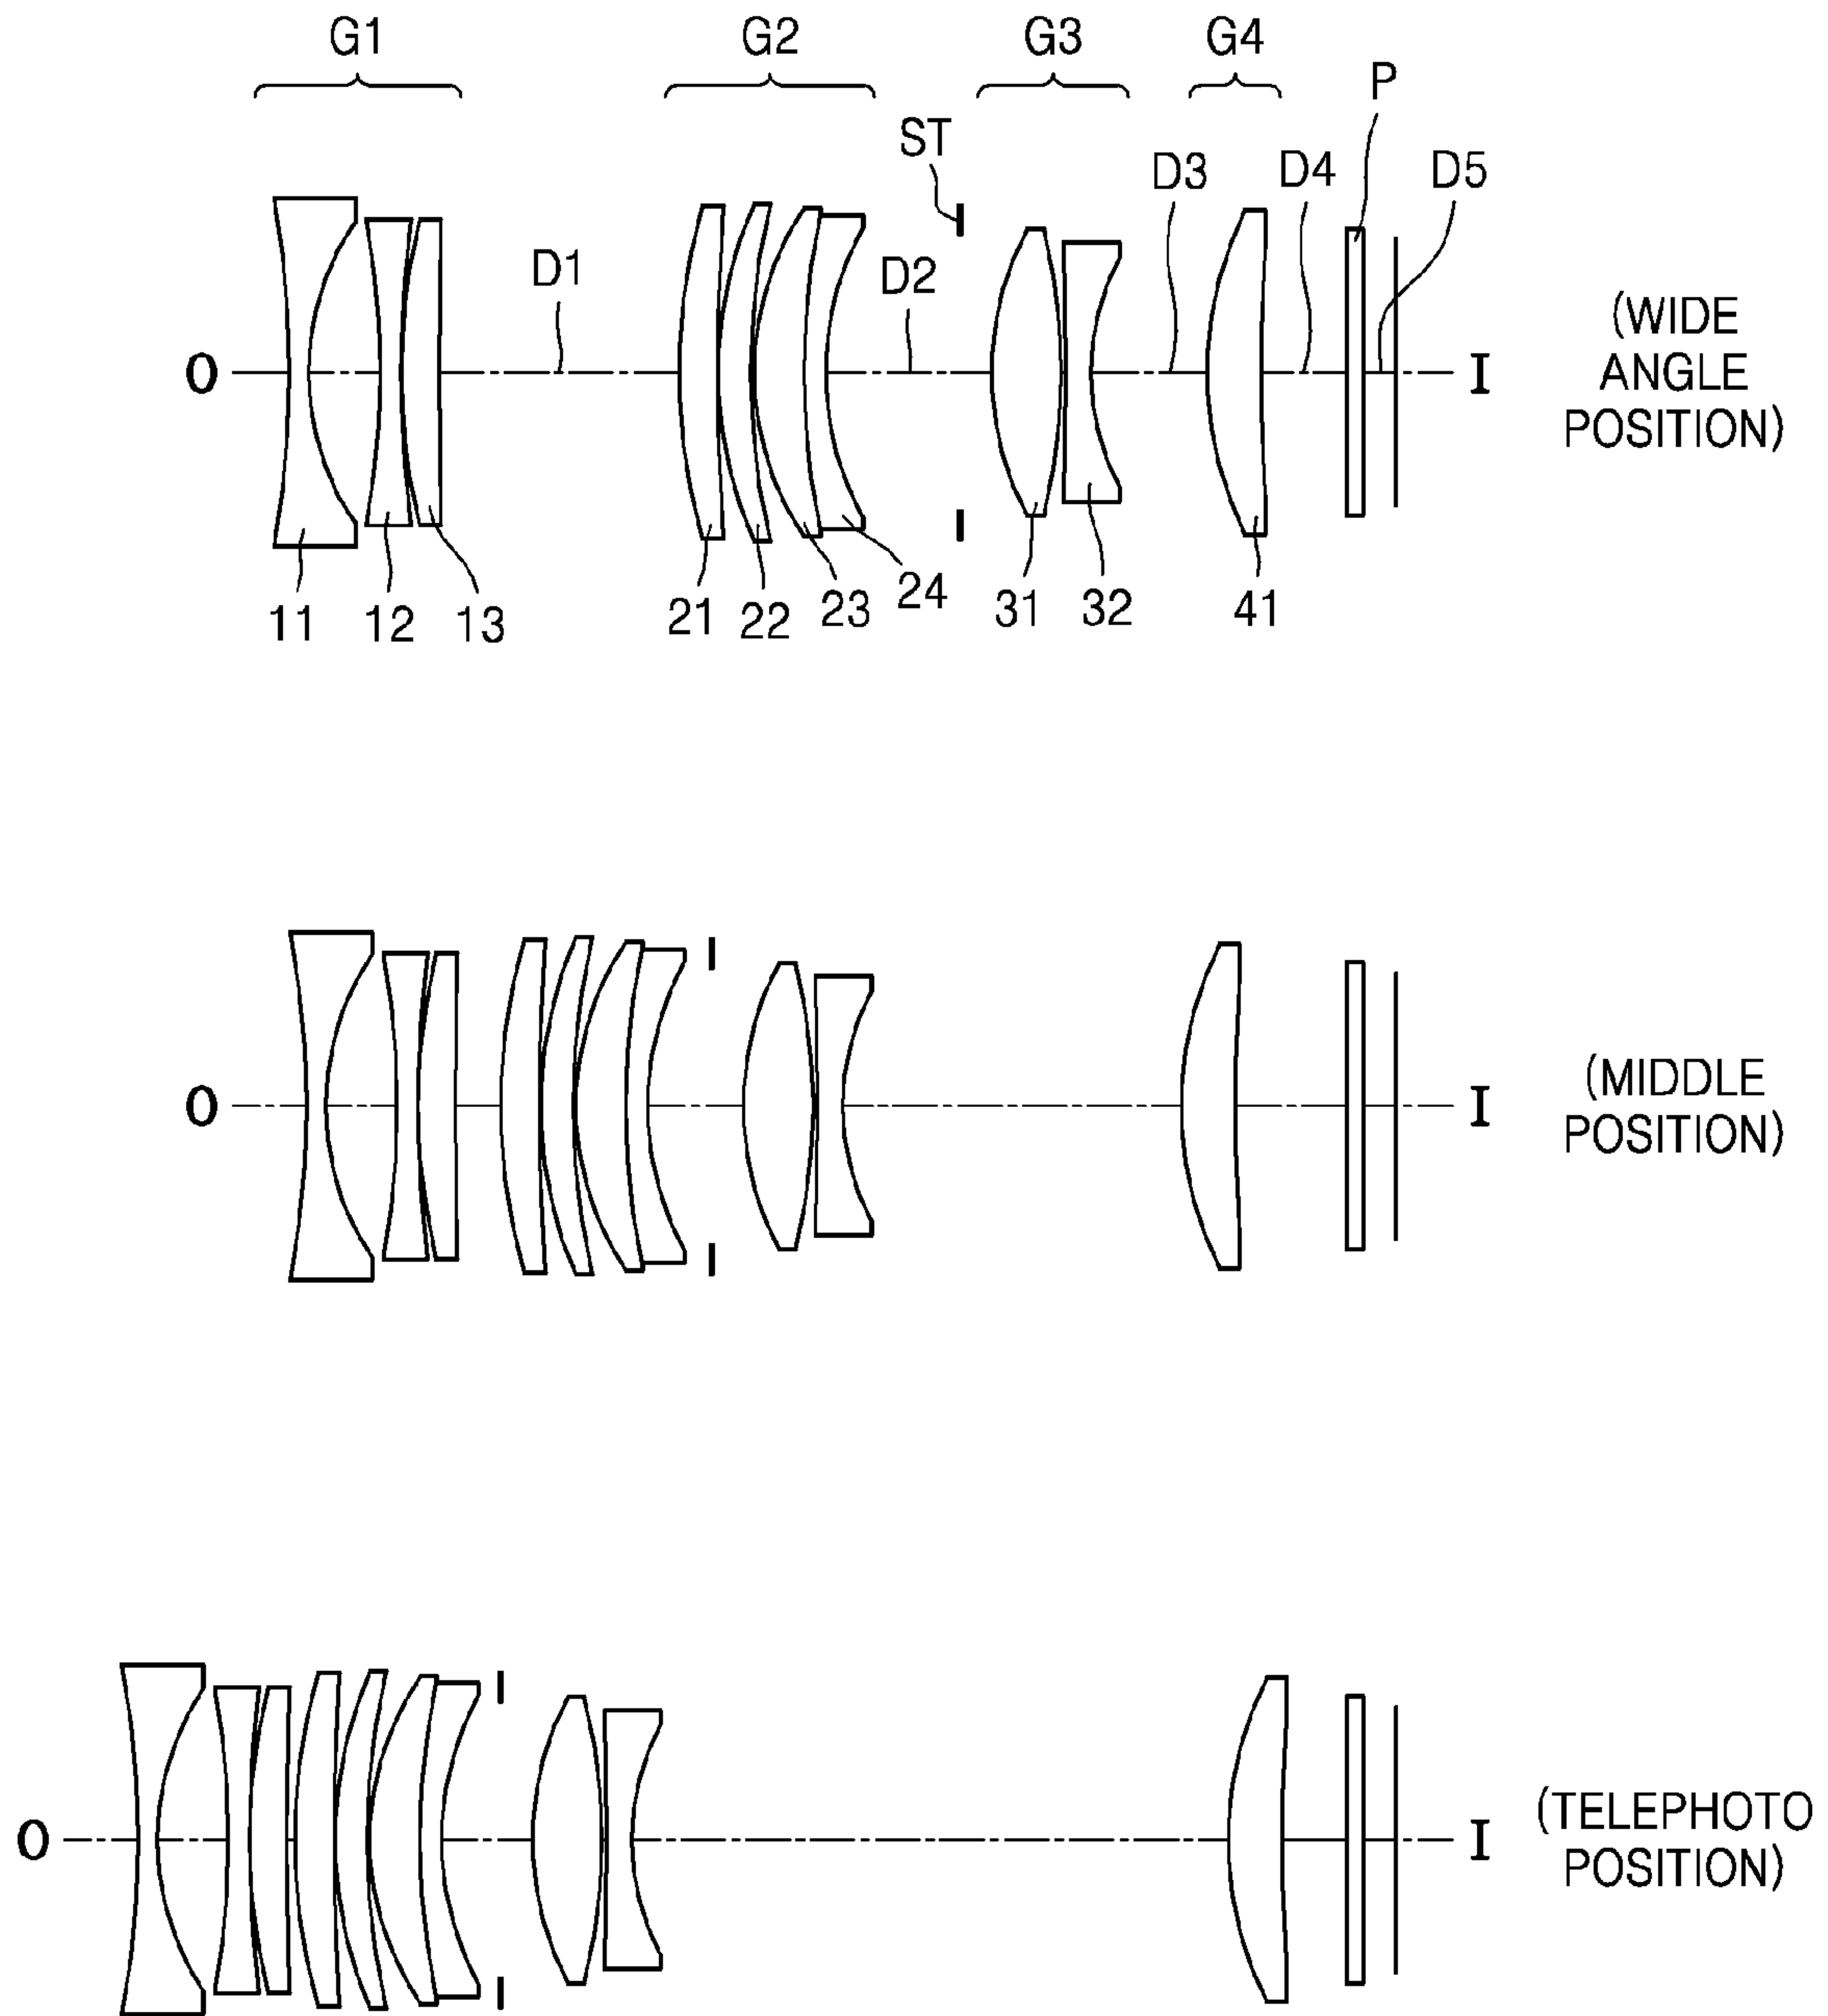 G1 G2 G3 G4
P
ST
D3 D4 D5
D1 D2
O I
(WIDE
ANGLE
POSITION)
11 12 13 21 22 23 24 31 32 41
O I
(MIDDLE
POSITION)
O I
(TELEPHOTO
POSITION)